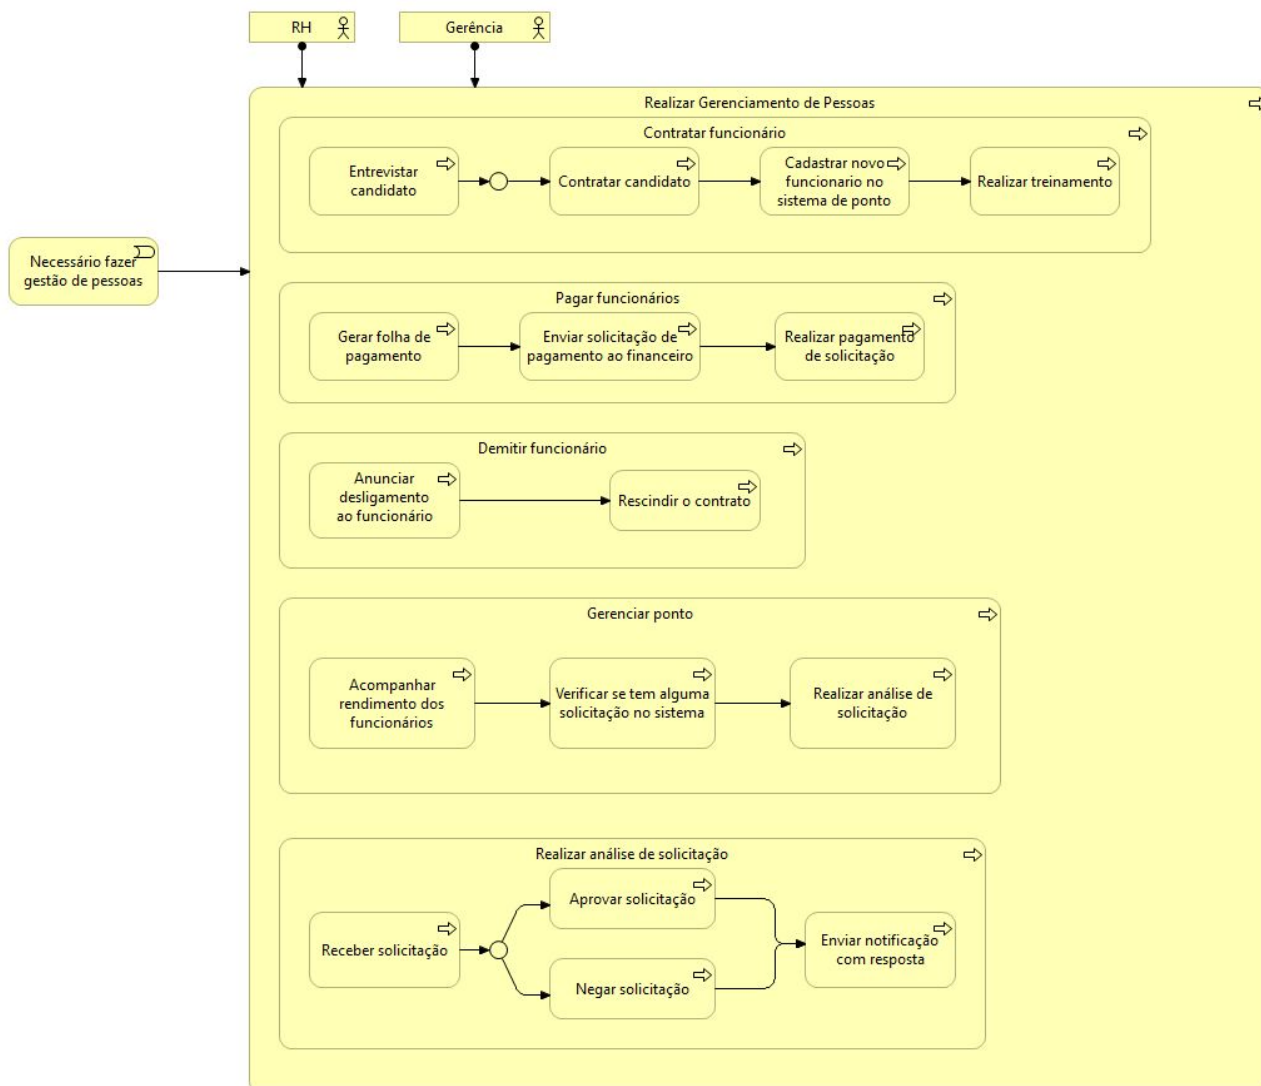 RH
Gerência
Realizar Gerenciamento de Pessoas
Contratar funcionário
Entrevistar
candidato
Contratar candidato
Cadastrar novo
funcionario no
sistema de ponto
Realizar treinamento
Necessário fazer
gestão de pessoas
Pagar funcionários
Gerar folha de
pagamento
Enviar solicitação de
pagamento ao financeiro
Realizar pagamento
de solicitação
Demitir funcionário
Anunciar
desligamento
ao funcionário
Rescindir o contrato
Gerenciar ponto
Acompanhar
rendimento dos
funcionários
Verificar se tem alguma
solicitação no sistema
Realizar análise de
solicitação
Realizar análise de solicitação
Receber solicitação
Aprovar solicitação
Negar solicitação
Enviar notificação
com resposta